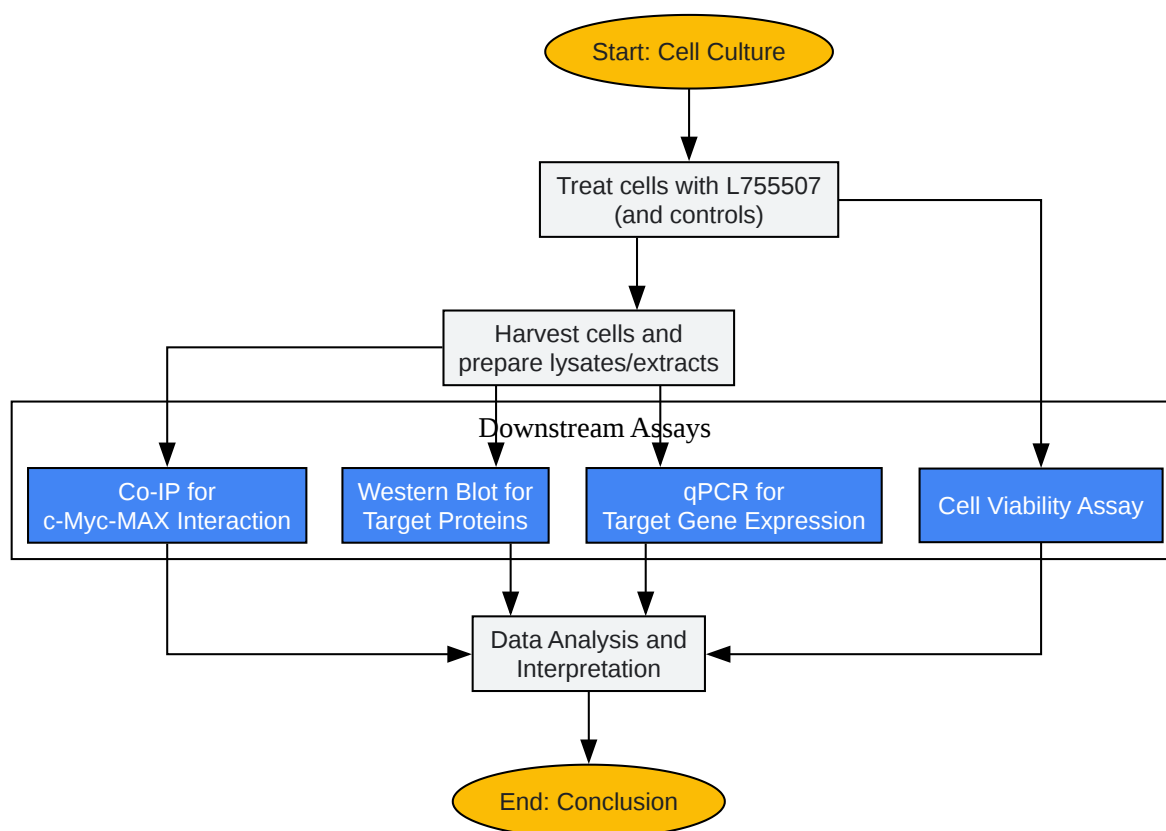 Start: Cell Culture
Treat cells with L755507
(and controls)
Harvest cells and
prepare lysates/extracts
Downstream Assays
Co-IP for
c-Myc-MAX Interaction
Western Blot for
Target Proteins
qPCR for
Target Gene Expression
Cell Viability Assay
Data Analysis and
Interpretation
End: Conclusion